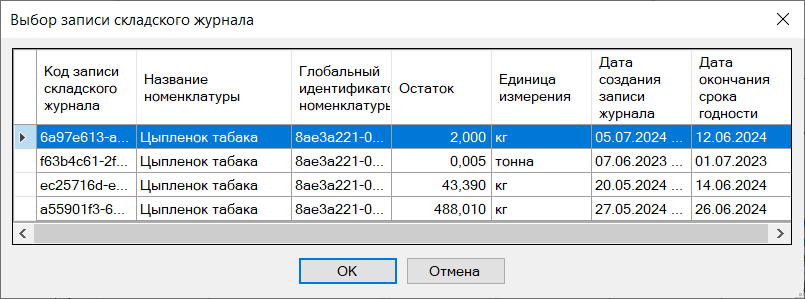 Выбор записи складского журнала
Код записи складского журнала
Название номенклатуры
Глобальный идентификато номенклатуры
Остаток
Единица измерения
Дата создания записи журнала
Дата окончания срока годности
6a97e613-a... Цыпленок табака 8ae3a221-0... 2,000 кг 05.07.2024 ... 12.06.2024
f63b4c61-2f... Цыпленок табака 8ae3a221-0... 0,005 тонна 07.06.2023 ... 01.07.2023
ec25716d-e... Цыпленок табака 8ae3a221-0... 43,390 кг 20.05.2024 ... 14.06.2024
a55901f3-6... Цыпленок табака 8ae3a221-0... 488,010 кг 27.05.2024 ... 26.06.2024
OK Отмена